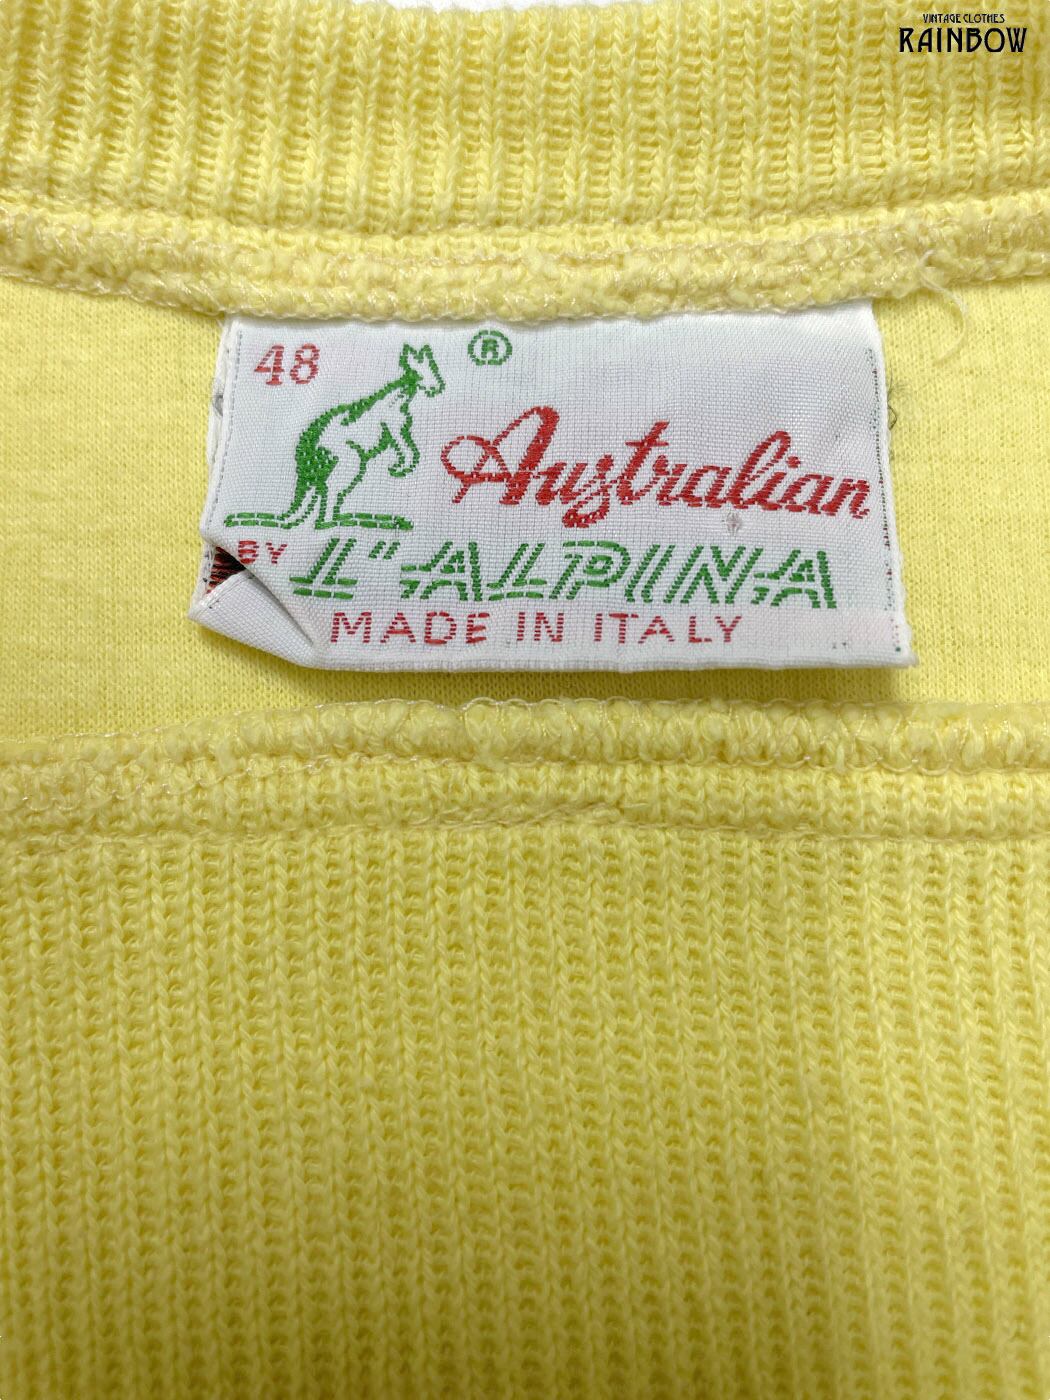 VINTAGE CLOTHES
RAINBOW
48
®
Australian
BY L'ALPINA
MADE IN ITALY